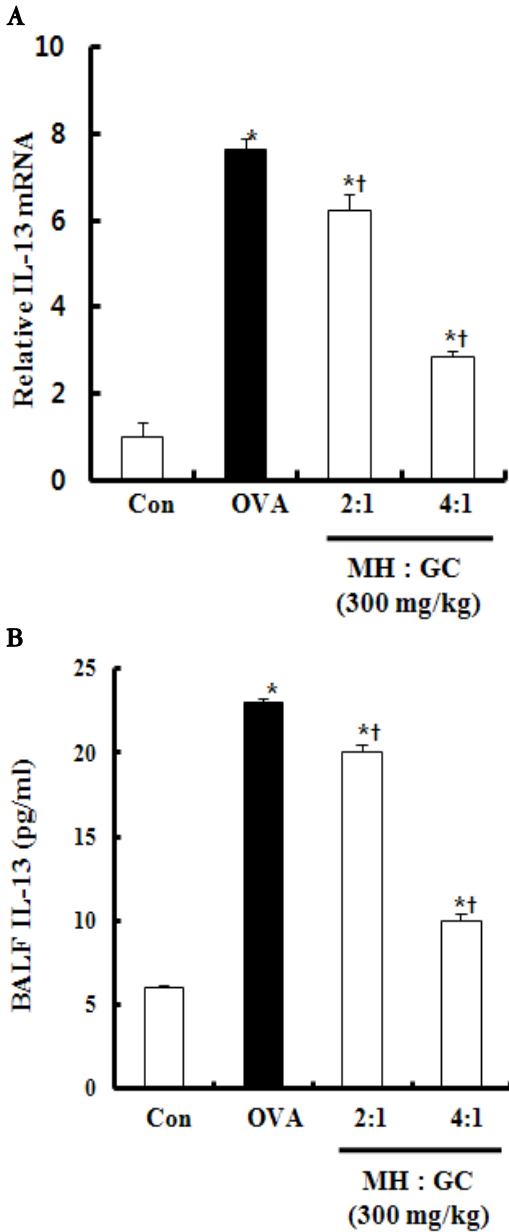 A
Relative IL-13 mRNA
10
8
6
4
2
0
*
*†
*†
Con OVA 2:1 4:1
MH : GC
(300 mg/kg)
B
BALF IL-13 (pg/ml)
25
20
15
10
5
0
*
*†
*†
Con OVA 2:1 4:1
MH : GC
(300 mg/kg)